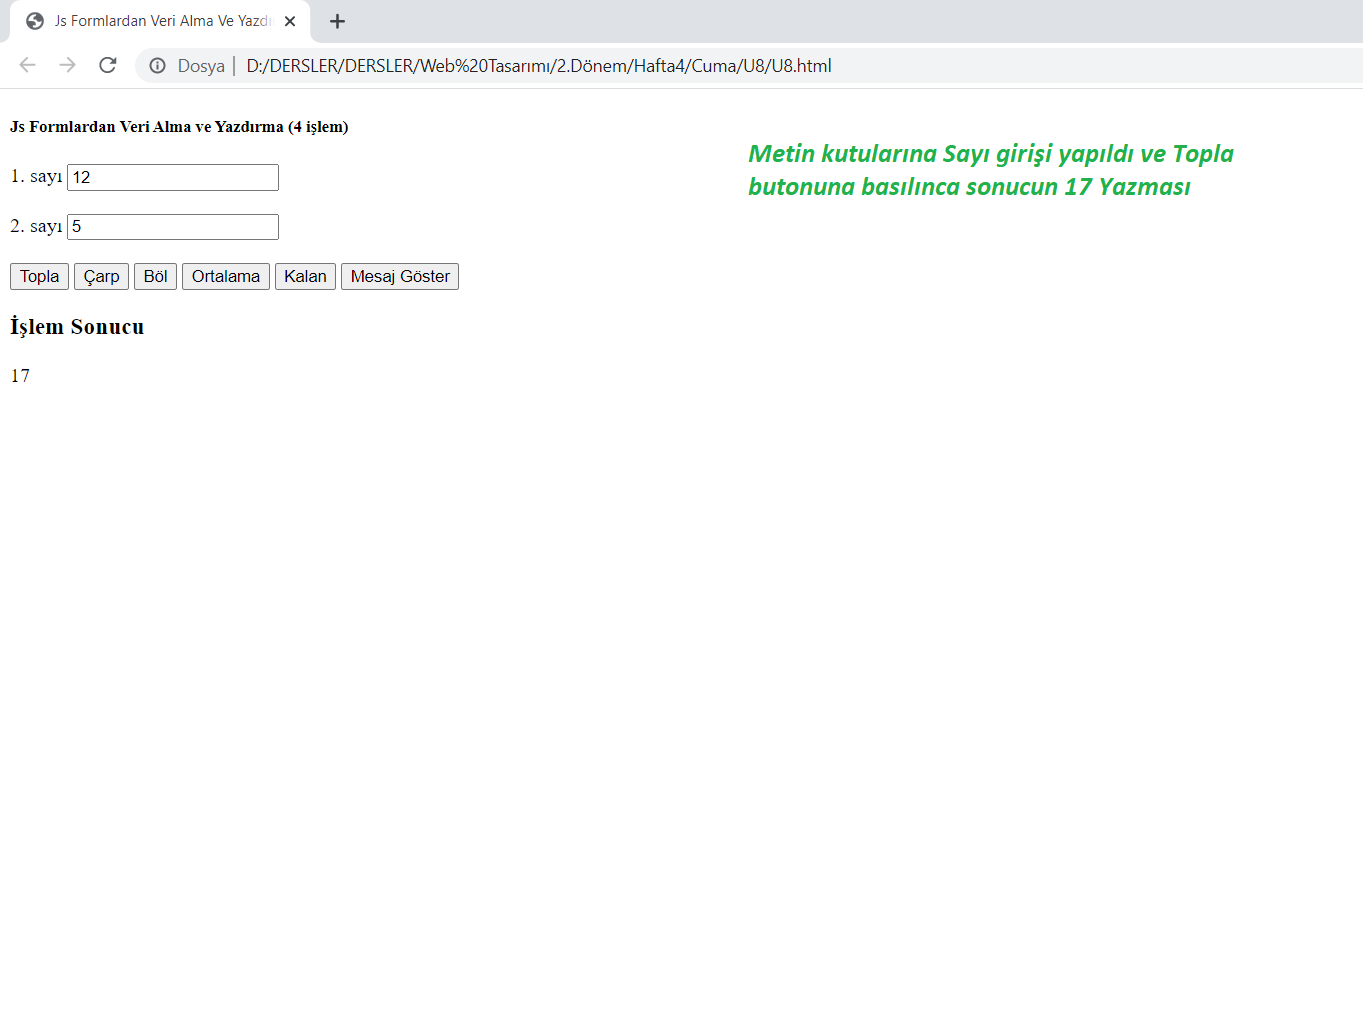 Js Formlardan Veri Alma Ve Yazdı
Dosya | D:/DERSLER/DERSLER/Web%20Tasarımı/2.Dönem/Hafta4/Cuma/U8/U8.html
Js Formlardan Veri Alma ve Yazdırma (4 işlem)
Metin kutularına Sayı girişi yapıldı ve Topla
butonuna basılınca sonucun 17 Yazması
1. sayı 12
2. sayı 5
Topla Çarp Böl Ortalama Kalan Mesaj Göster
İşlem Sonucu
17